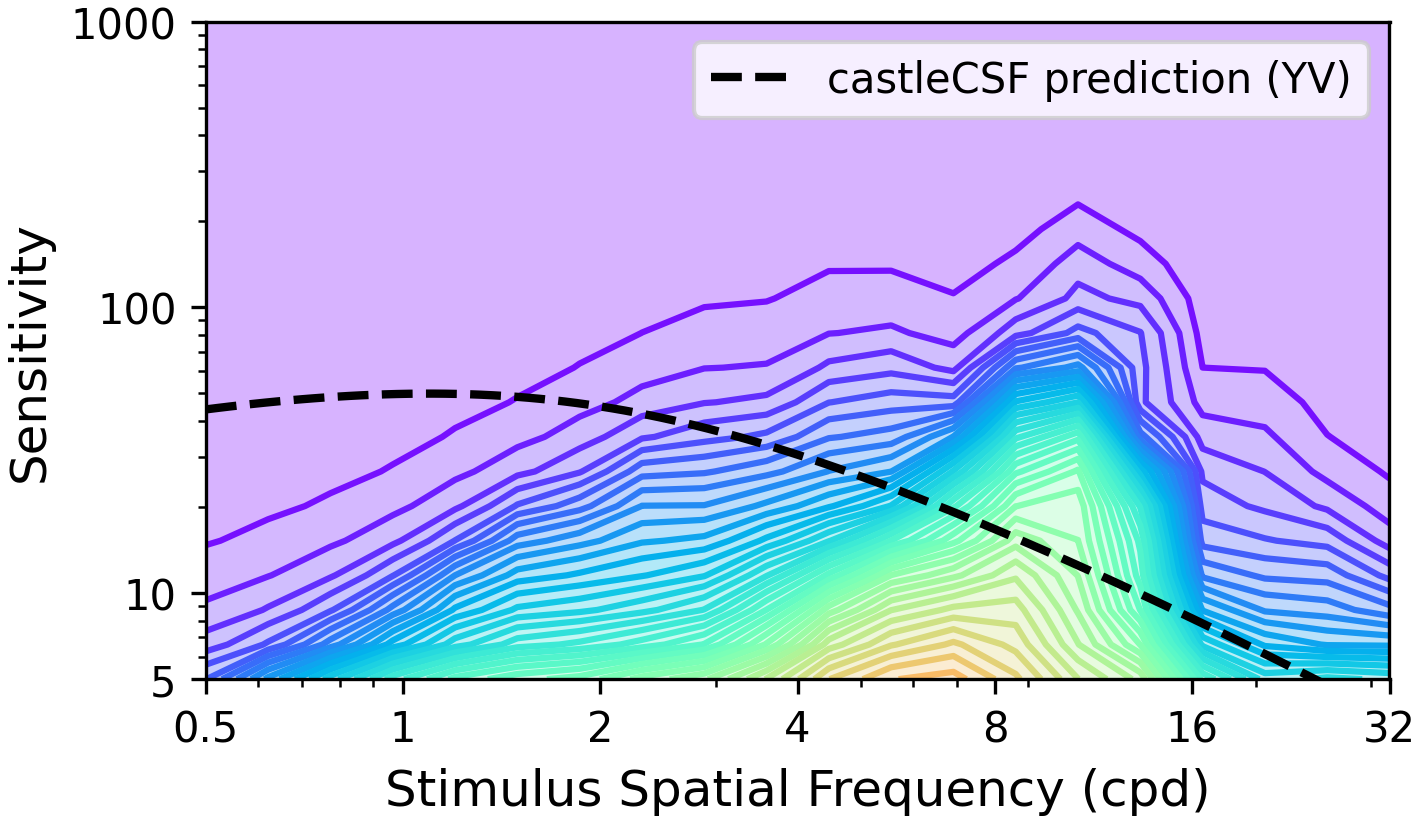 1000
100
10
5
Sensitivity
castleCSF prediction (YV)
0.5 1 2 4 8 16 32
Stimulus Spatial Frequency (cpd)